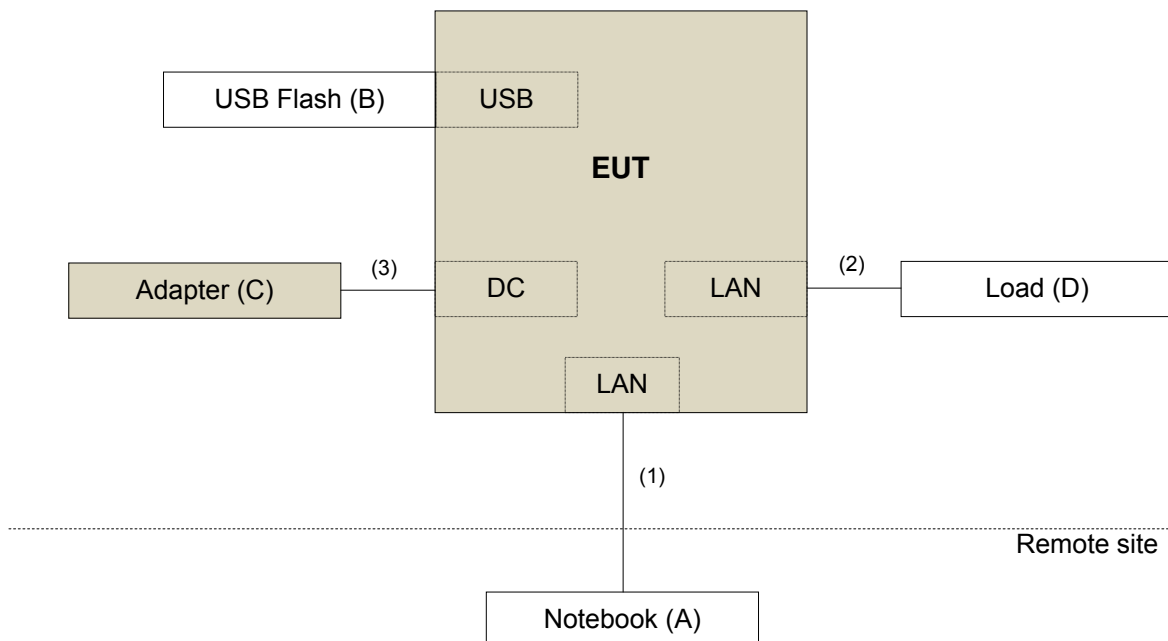 USB Flash (B)
USB
EUT
Adapter (C)
(3)
DC
LAN
(2)
Load (D)
LAN
(1)
Remote site
Notebook (A)